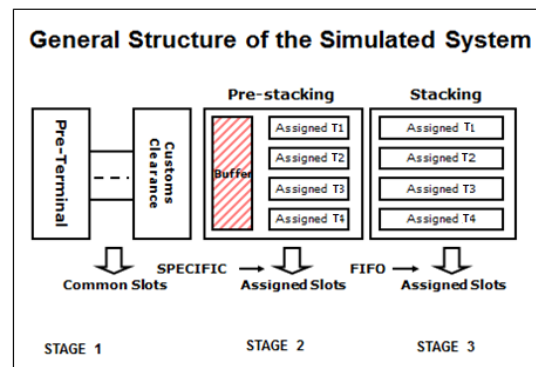 General Structure of the Simulated System
Pre-stacking
Stacking
Pre-Terminal
Customs
Clearance
Buffer
Assigned T1
Assigned T2
Assigned T3
Assigned T4
Assigned T1
Assigned T2
Assigned T3
Assigned T4
SPECIFIC
FIFO
Common Slots
Assigned Slots
Assigned Slots
STAGE 1
STAGE 2
STAGE 3